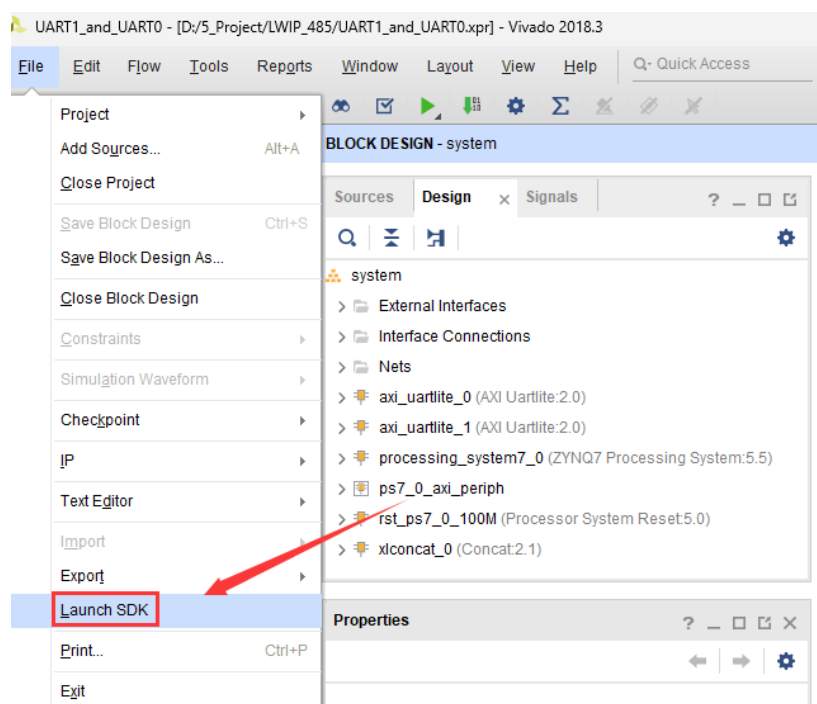 UART1_and_UART0 - [D:/5_Project/LWIP_485/UART1_and_UART0.xpr] - Vivado 2018.3
File Edit Flow Tools Reports Window Layout View Help Q- Quick Access
Project
Add Sources... Alt+A
Close Project
Save Block Design Ctrl+S
Save Block Design As...
Close Block Design
Constraints
Simulation Waveform
Checkpoint
IP
Text Editor
Import
Export
Launch SDK
Print... Ctrl+P
Exit
BLOCK DESIGN - system
Sources Design Signals
system
External Interfaces
Interface Connections
Nets
axi_uartlite_0 (AXI Uartlite:2.0)
axi_uartlite_1 (AXI Uartlite:2.0)
processing_system7_0 (ZYNQ7 Processing System:5.5)
ps7_0_axi_periph
rst_ps7_0_100M (Processor System Reset:5.0)
xlconcat_0 (Concat:2.1)
Properties